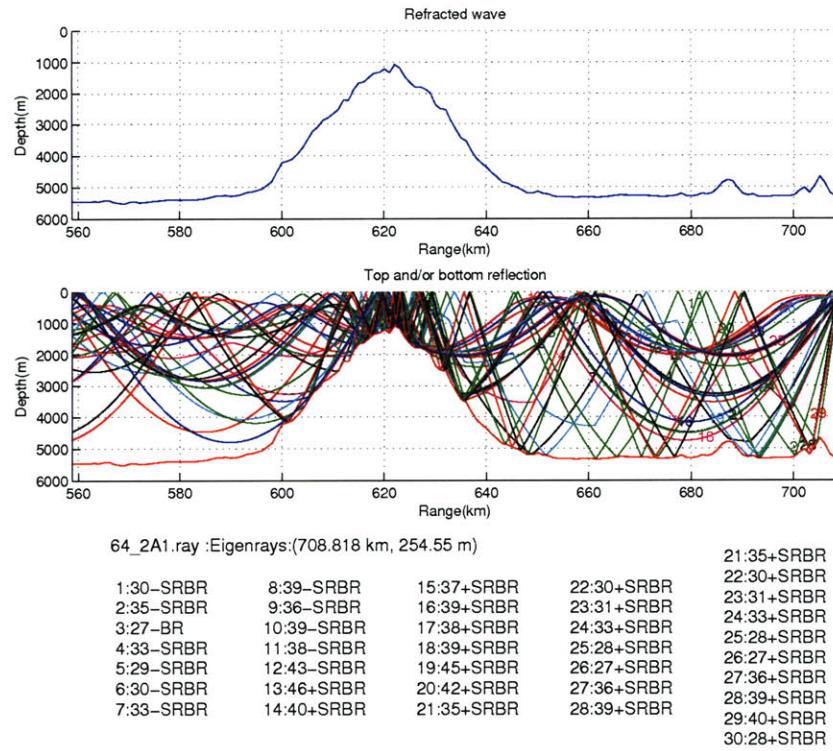 Refracted wave
0
1000
2000
3000
4000
5000
6000
Depth(m)
560 580 600 620 640 660 680 700
Range(km)
Top and/or bottom reflection
0
1000
2000
3000
4000
5000
6000
Depth(m)
18
29
560 580 600 620 640 660 680 700
Range(km)
64_2A1.ray :Eigenrays:(708.818 km, 254.55 m)
1:30−SRBR
2:35−SRBR
3:27−BR
4:33−SRBR
5:29−SRBR
6:30−SRBR
7:33−SRBR
8:39−SRBR
9:36−SRBR
10:39−SRBR
11:38−SRBR
12:43−SRBR
13:46+SRBR
14:40+SRBR
15:37+SRBR
16:39+SRBR
17:38+SRBR
18:39+SRBR
19:45+SRBR
20:42+SRBR
21:35+SRBR
22:30+SRBR
23:31+SRBR
24:33+SRBR
25:28+SRBR
26:27+SRBR
27:36+SRBR
28:39+SRBR
21:35+SRBR
22:30+SRBR
23:31+SRBR
24:33+SRBR
25:28+SRBR
26:27+SRBR
27:36+SRBR
28:39+SRBR
29:40+SRBR
30:28+SRBR